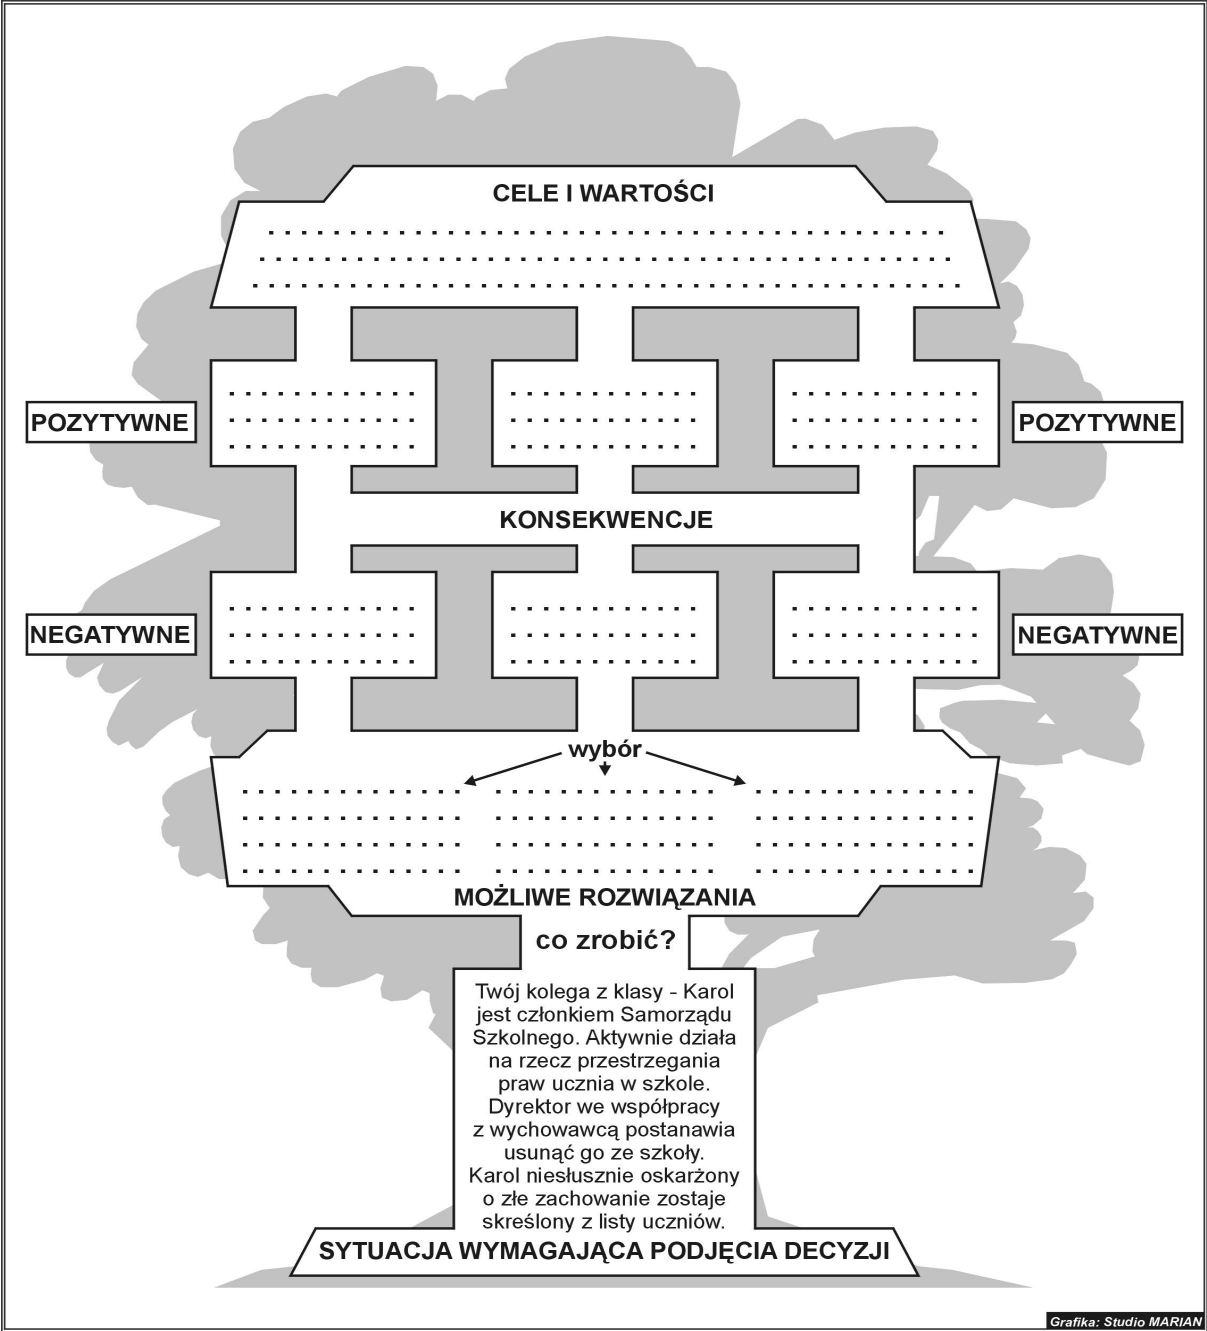 CELE I WARTOŚCI
POZYTYWNE
POZYTYWNE
KONSEKWENCJE
NEGATYWNE
NEGATYWNE
wybór
MOŻLIWE ROZWIĄZANIA
co zrobić?
Twój kolega z klasy - Karol
jest członkiem Samorządu
Szkolnego. Aktywnie działa
na rzecz przestrzegania
praw ucznia w szkole.
Dyrektor we współpracy
z wychowawcą postanawia
usunąć go ze szkoły.
Karol niesłusznie oskarżony
o złe zachowanie zostaje
skreślony z listy uczniów.
SYTUACJA WYMAGAJĄCA PODJĘCIA DECYZJI
Grafika: Studio MARIAN